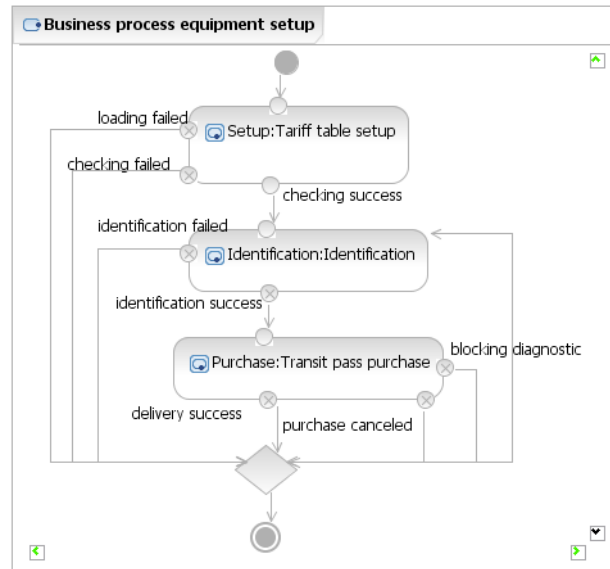 Business process equipment setup
loading failed
Setup:Tariff table setup
checking failed
checking success
identification failed
Identification:Identification
identification success
blocking diagnostic
Purchase:Transit pass purchase
delivery success
purchase canceled